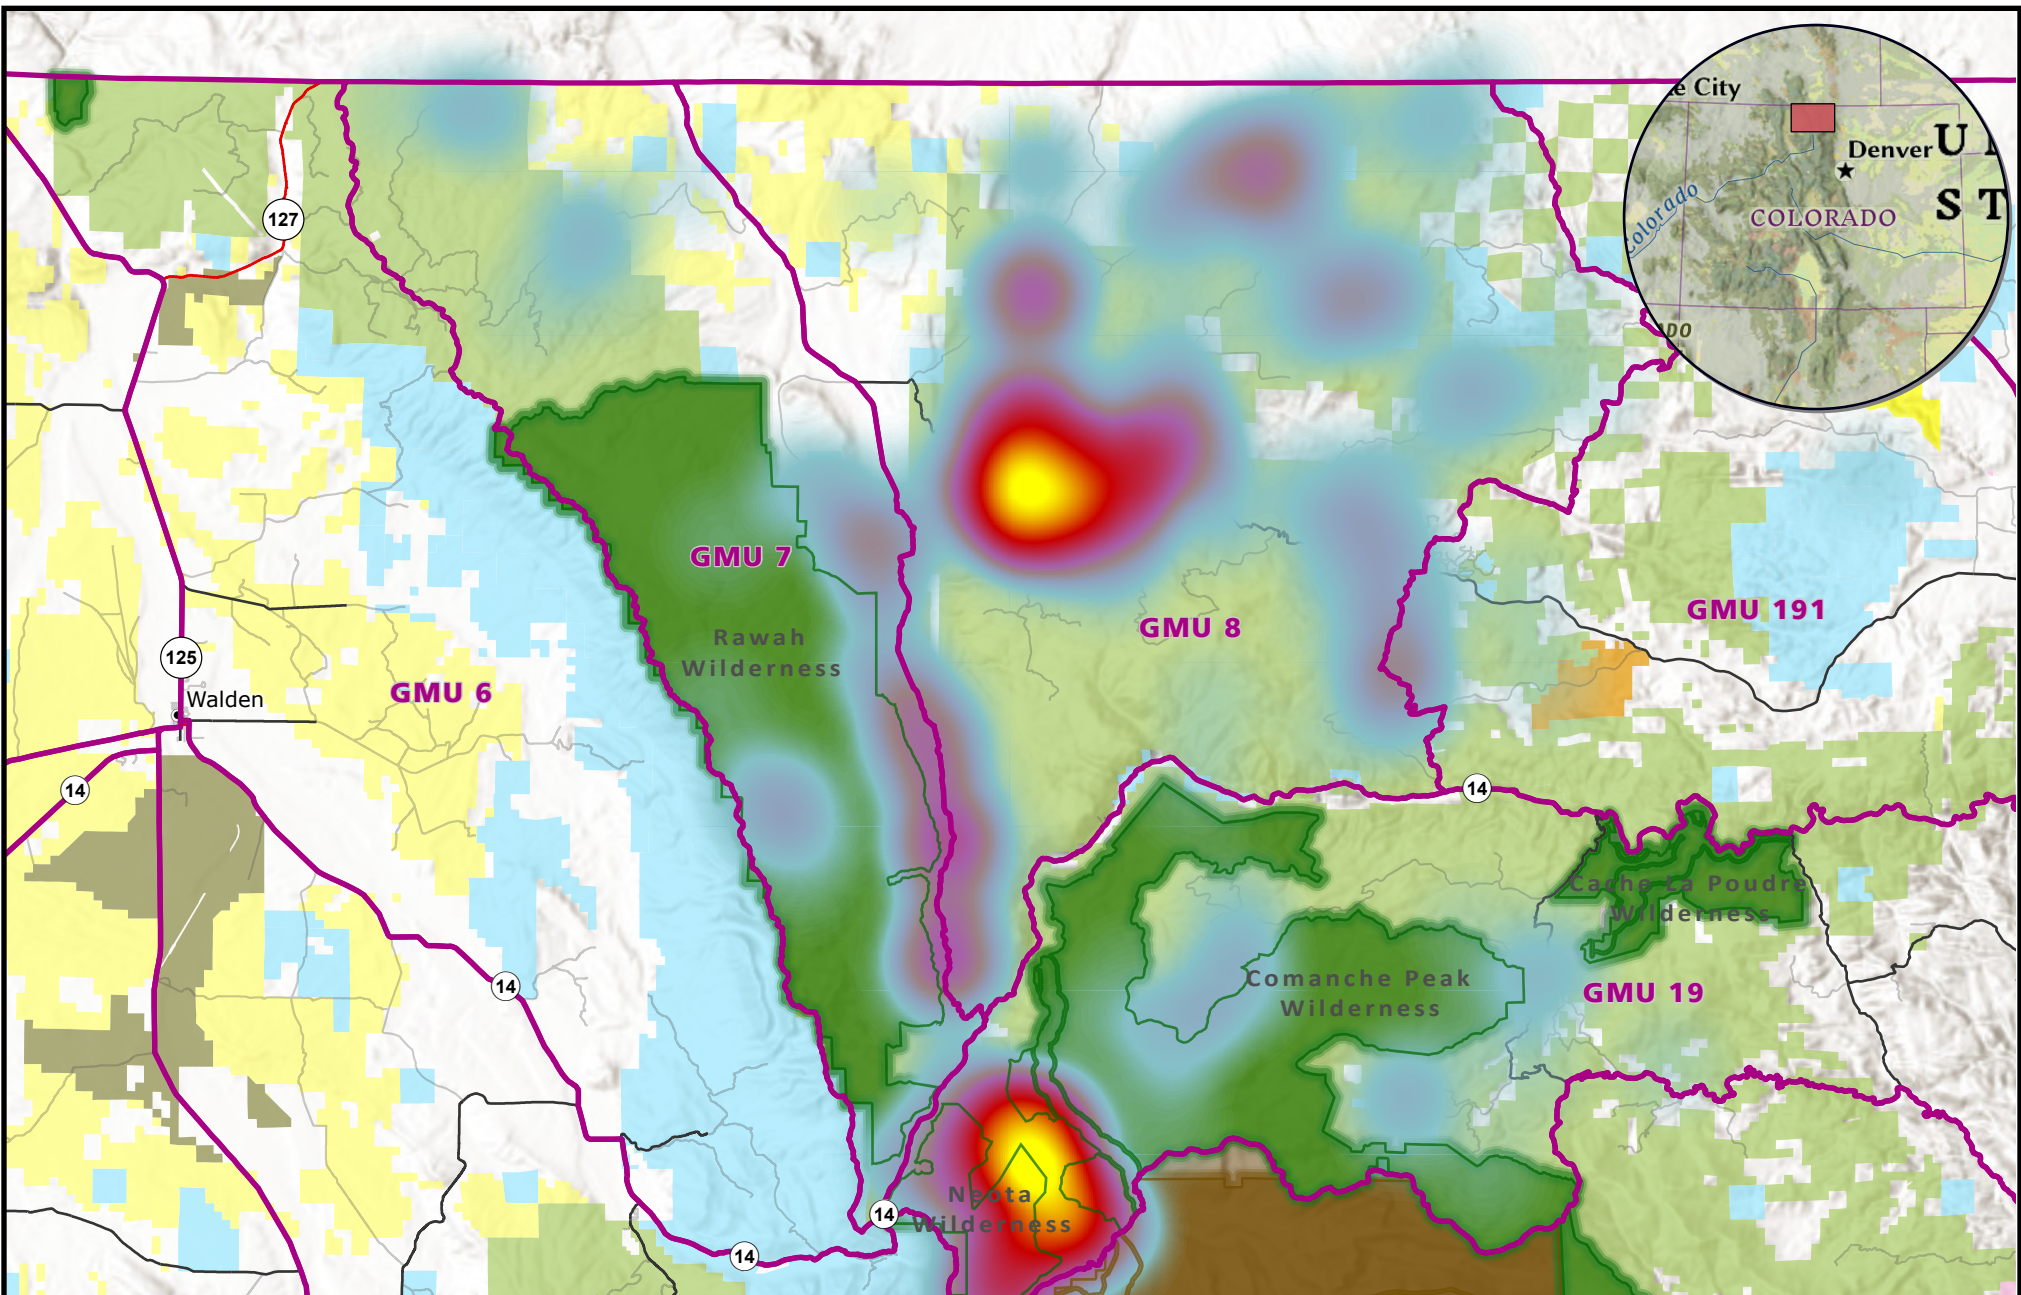 e City
Denver
U
COLORADO
S T
Colorado
ADO
127
GMU 7
GMU 191
GMU 8
Rawah
Wilderness
125
GMU 6
Walden
14
14
Cache La Poudre
Wilderness
Comanche Peak
Wilderness
GMU 19
14
Neota
Wilderness
14
14